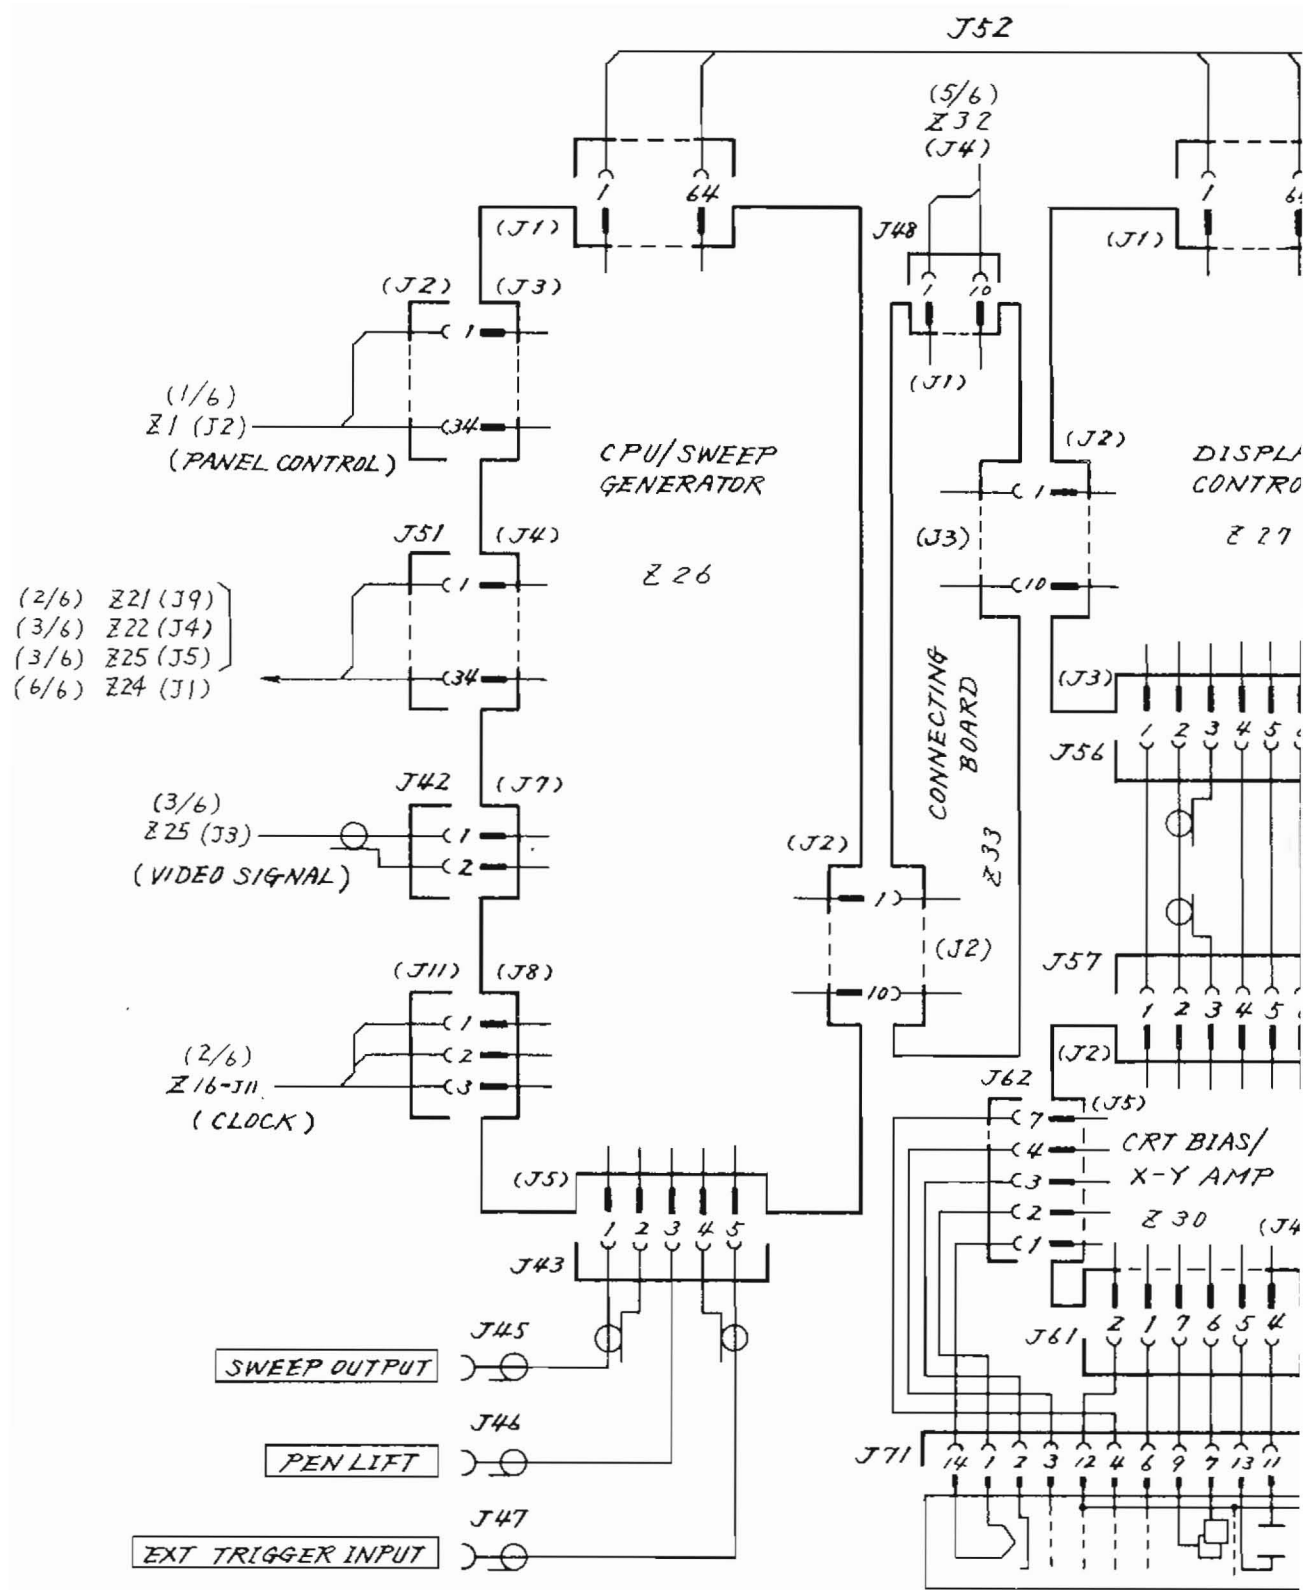 J52
(5/6)
Z32
(J4)
1
64
1
(J1)
J48
(J1)
(J2)
(J3)
1
10
1
(J1)
(1/6)
Z1 (J2)
34
(PANEL CONTROL)
CPU/SWEEP
GENERATOR
Z26
(J2)
1
(J3)
10
CONTRO
Z 27
J51
(J4)
1
(2/6) Z21 (J9)
(3/6) Z22 (J4)
(3/6) Z25 (J5)
(6/6) Z24 (J1)
34
CONNECTING
BOARD
Z33
(J3)
1 2 3 4 5
J56
J42
(J7)
(3/6)
Z25 (J3)
1
2
(VIDEO SIGNAL)
(J2)
1
(J2)
10
J57
1 2 3 4 5
(J2)
(J11)
(J8)
1
2
3
(2/6)
Z16-J11
(CLOCK)
J62
(J5)
7
4
3
2
1
CRT BIAS/
X-Y AMP
Z30
(J4
(J5)
1 2 3 4 5
J43
J61
2 1 7 6 5 4
J45
SWEEP OUTPUT
J46
PEN LIFT
J47
EXT TRIGGER INPUT
J71
14 1 2 3 12 4 6 9 7 13 11